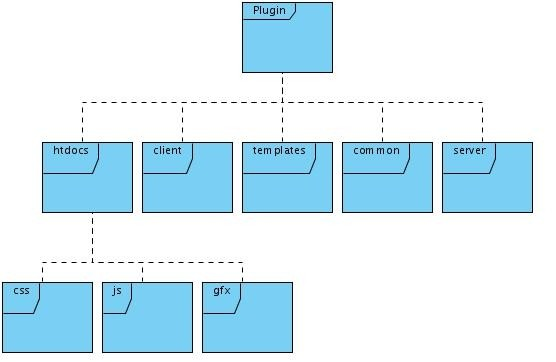 Plugin
htdocs
client
templates
common
server
css
js
gfx